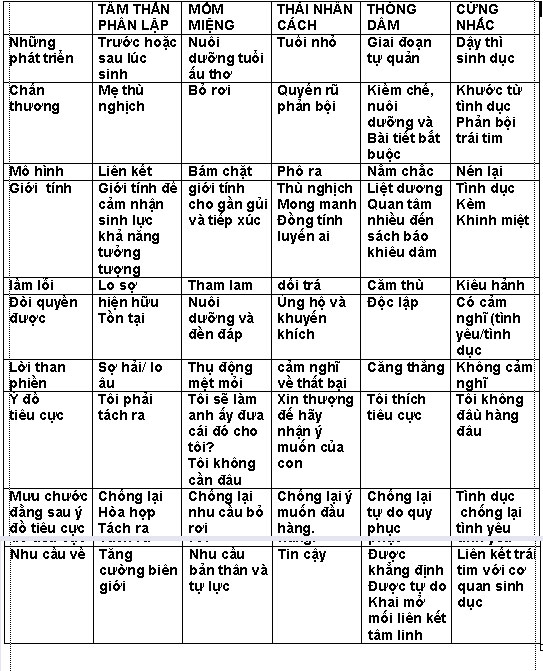 TÂM THẦN
PHÂN LẬP
MỒM
MIỆNG
THÁI NHÂN
CÁCH
THỐNG
DÂM
CỨNG
NHẮC
Những
phát triển
Trước hoặc
sau lúc
sinh
Nuôi
dưỡng tuổi
ấu thơ
Tuổi nhỏ
Giai đoạn
tự quản
Dậy thì
sinh dục
Chấn
thương
Mẹ thù
nghịch
Bỏ rơi
Quyến rũ
phản bội
Kiềm chế,
nuôi
dưỡng và
Bài tiết bắt
buộc
Khước từ
tình dục
Phản bội
trái tim
Mô hình
Liên kết
Bám chặt
Phô ra
Nắm chắc
Nén lại
Giới tính
Giới tính để
cảm nhận
sinh lực
khả năng
tưởng
tượng
giới tính
cho gần gũi
và tiếp xúc
Thù nghịch
Mong manh
Đồng tính
luyến ai
Liệt dương
Quan tâm
nhiều đến
sách báo
khiêu dâm
Tình dục
Kèm
Khinh miệt
lầm lỗi
Lo sợ
Tham lam
dối trá
Căm thù
Kiêu hảnh
Đòi quyền
được
hiện hữu
Tồn tại
Nuôi
dưỡng và
đền đáp
Ủng hộ và
khuyến
khích
Độc lập
Có cảm
nghĩ (tình
yêu/tình
dục
Lời than
phiền
Sợ hải/ lo
âu
Thụ động
mệt mỏi
cảm nghĩ
về thất bại
Căng thẳng
Không cảm
nghĩ
Ý đồ
tiêu cực
Tôi phải
tách ra
Tôi sẽ làm
anh ấy đưa
cái đó cho
tôi?
Tôi không
cần đâu
Xin thượng
đế hãy
nhận ý
muốn của
con
Tôi thích
tiêu cực
Tôi không
đầù hàng
đâu
Mưu chước
đằng sau ý
đồ tiêu cực
Chống lại
Hòa hợp
Tách ra
Chống lại
nhu cầu bỏ
rơi
Chống lại ý
muốn đầu
hàng.
Chống lại
tự do quy
phục
Tình dục
chống lại
tình yêu
Nhu cầu về
Tăng
cường biên
giới
Nhu cầu
bản thân và
tự lực
Tin cậy
Được
khẳng định
Được tự do
Khai mở
mối liên kết
tâm linh
Liên kết trái
tim với cơ
quan sinh
dục